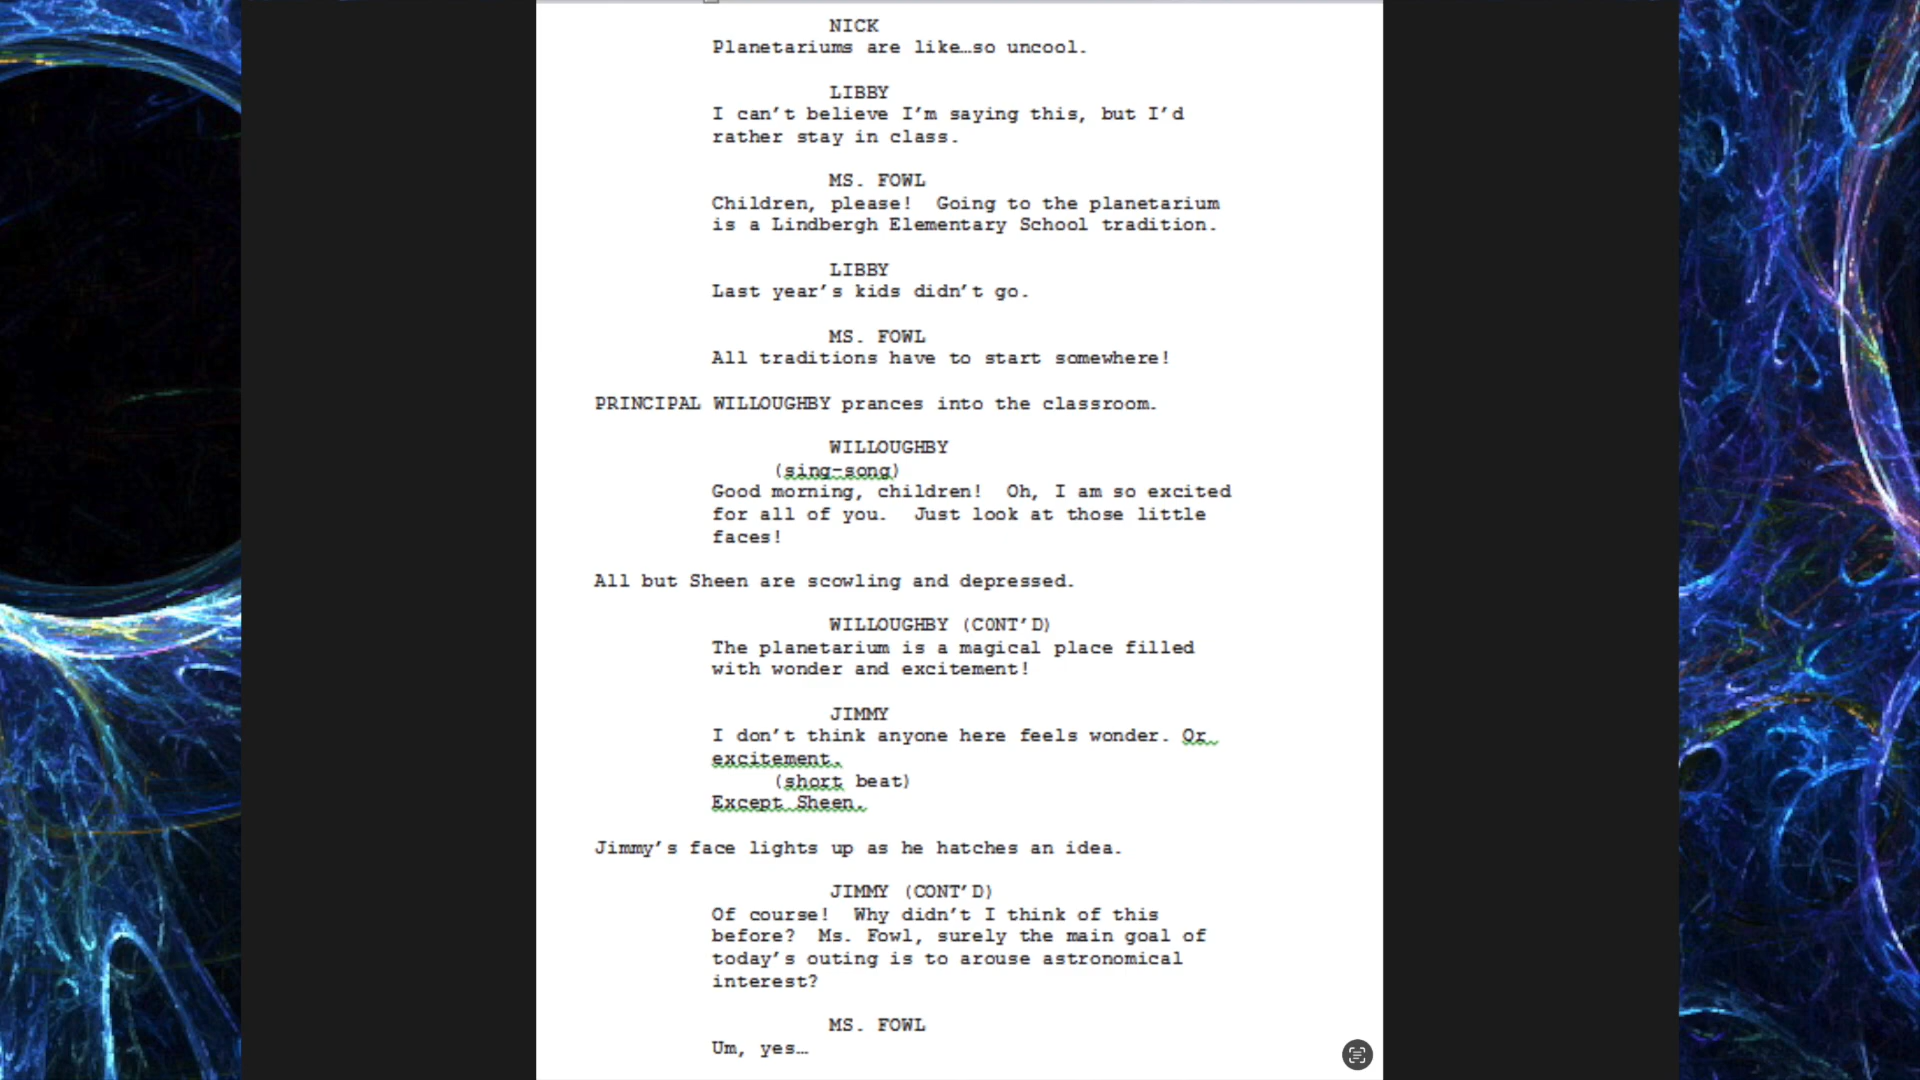 NICK
Planetariums are like…so uncool.
LIBBY
I can’t believe I’m saying this, but I’d
rather stay in class.
MS. FOWL
Children, please!  Going to the planetarium
is a Lindbergh Elementary School tradition.
LIBBY
Last year’s kids didn’t go.
MS. FOWL
All traditions have to start somewhere!
PRINCIPAL WILLOUGHBY prances into the classroom.
WILLOUGHBY
(sing-song)
Good morning, children!  Oh, I am so excited
for all of you.  Just look at those little
faces!
All but Sheen are scowling and depressed.
WILLOUGHBY (CONT’D)
The planetarium is a magical place filled
with wonder and excitement!
JIMMY
I don’t think anyone here feels wonder. Or
excitement.
(short beat)
Except Sheen.
Jimmy’s face lights up as he hatches an idea.
JIMMY (CONT’D)
Of course!  Why didn’t I think of this
before?  Ms. Fowl, surely the main goal of
today’s outing is to arouse astronomical
interest?
MS. FOWL
Um, yes…